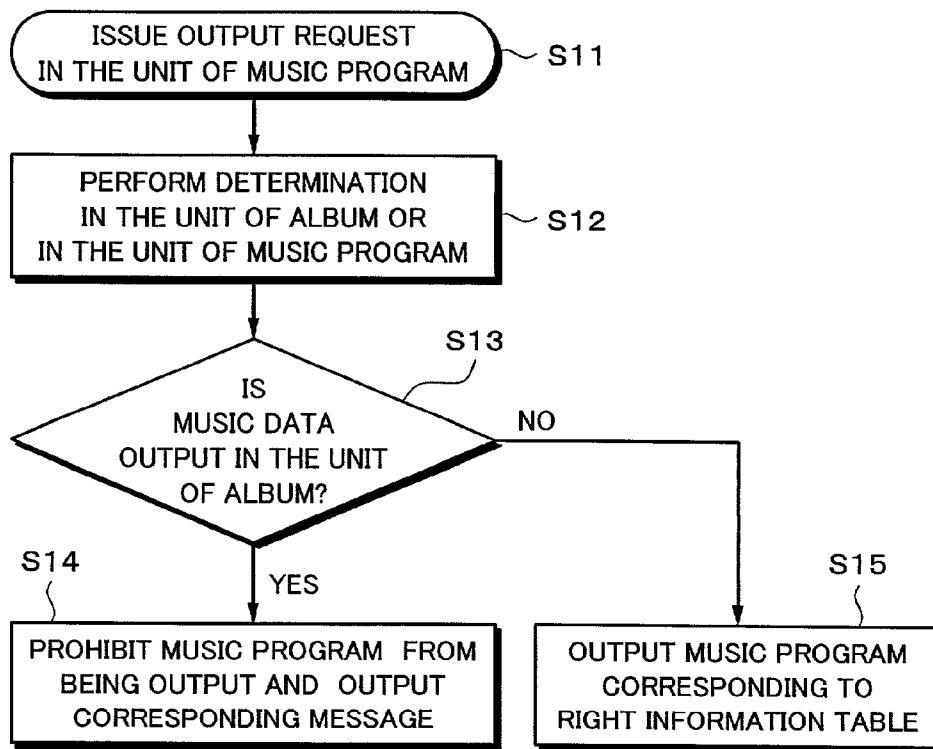 ISSUE OUTPUT REQUEST
IN THE UNIT OF MUSIC PROGRAM
S11
PERFORM DETERMINATION
IN THE UNIT OF ALBUM OR
IN THE UNIT OF MUSIC PROGRAM
S12
S13
IS
MUSIC DATA
OUTPUT IN THE UNIT
OF ALBUM?
NO
YES
S14
PROHIBIT MUSIC PROGRAM FROM
BEING OUTPUT AND OUTPUT
CORRESPONDING MESSAGE
S15
OUTPUT MUSIC PROGRAM
CORRESPONDING TO
RIGHT INFORMATION TABLE